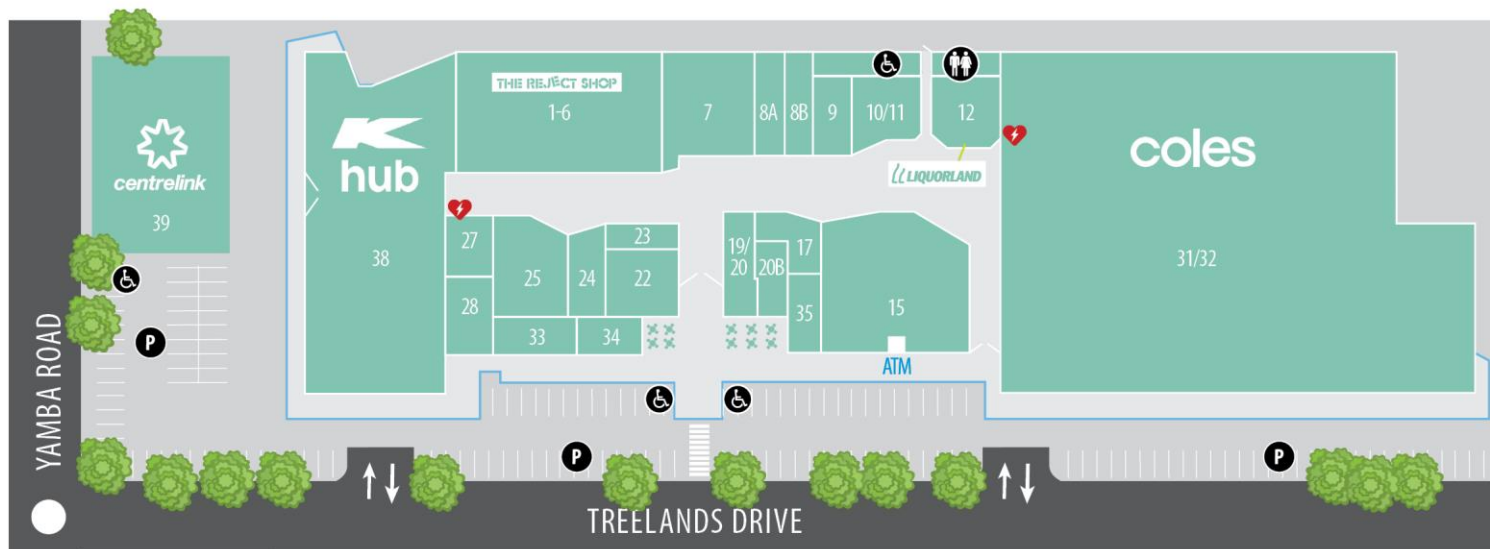 THE REJECT SHOP
1-6
7
8A
8B
9
10/11
12
LIQUORLAND
coles
31/32
K
hub
38
centrelink
39
27
28
25
24
23
22
33
34
19/
20
20B
17
35
15
ATM
P
P
P
YAMBA ROAD
TREELANDS DRIVE